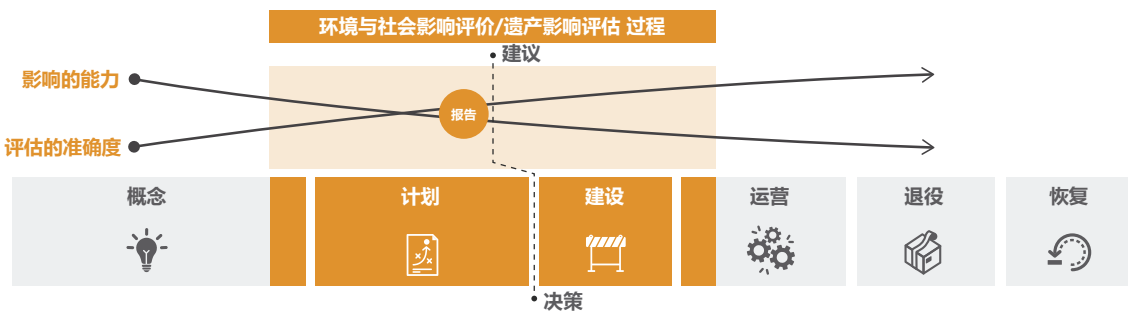 环境与社会影响评价/遗产影响评估 过程
建议
影响的能力
报告
评估的准确度
概念
计划
建设
运营
退役
恢复
决策